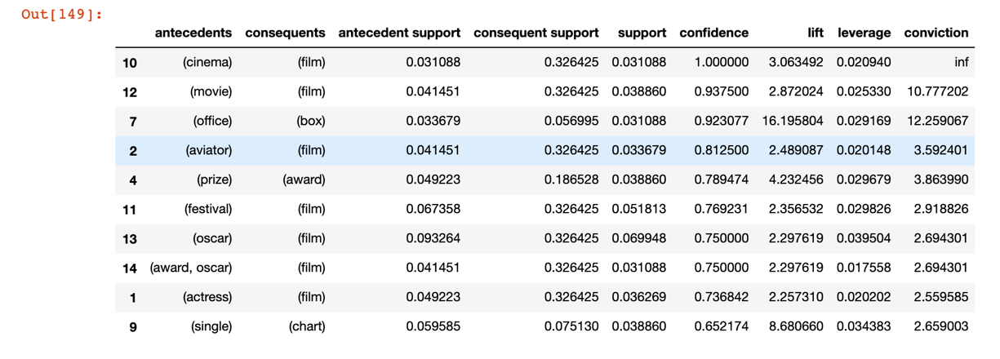 Out[149]:
antecedents consequents antecedent support consequent support support confidence lift leverage conviction
10 (cinema) (film) 0.031088 0.326425 0.031088 1.000000 3.063492 0.020940 inf
12 (movie) (film) 0.041451 0.326425 0.038860 0.937500 2.872024 0.025330 10.777202
7 (office) (box) 0.033679 0.056995 0.031088 0.923077 16.195804 0.029169 12.259067
2 (aviator) (film) 0.041451 0.326425 0.033679 0.812500 2.489087 0.020148 3.592401
4 (prize) (award) 0.049223 0.186528 0.038860 0.789474 4.232456 0.029679 3.863990
11 (festival) (film) 0.067358 0.326425 0.051813 0.769231 2.356532 0.029826 2.918826
13 (oscar) (film) 0.093264 0.326425 0.069948 0.750000 2.297619 0.039504 2.694301
14 (award, oscar) (film) 0.041451 0.326425 0.031088 0.750000 2.297619 0.017558 2.694301
1 (actress) (film) 0.049223 0.326425 0.036269 0.736842 2.257310 0.020202 2.559585
9 (single) (chart) 0.059585 0.075130 0.038860 0.652174 8.680660 0.034383 2.659003